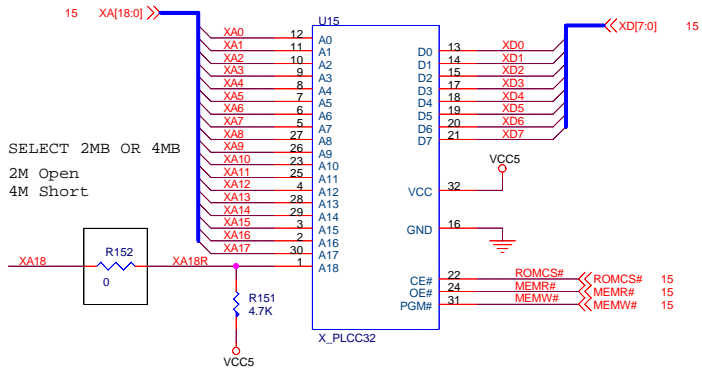 15 XA[18:0]
U15
XD[7:0] 15
XA0 12 A0
XA1 11 A1
XA2 10 A2
XA3 9 A3
XA4 8 A4
XA5 7 A5
XA6 6 A6
XA7 5 A7
XA8 27 A8
XA9 26 A9
XA10 23 A10
XA11 25 A11
XA12 4 A12
XA13 28 A13
XA14 29 A14
XA15 3 A15
XA16 2 A16
XA17 30 A17
XA18 XA18R 1 A18
D0 13 XD0
D1 14 XD1
D2 15 XD2
D3 17 XD3
D4 18 XD4
D5 19 XD5
D6 20 XD6
D7 21 XD7
SELECT 2MB OR 4MB
2M Open
4M Short
VCC5
VCC 32
GND 16
R152
0
R151
4.7K
VCC5
CE# 22 ROMCS# ROMCS# 15
OE# 24 MEMR# MEMR# 15
PGM# 31 MEMW# MEMW# 15
X_PLCC32